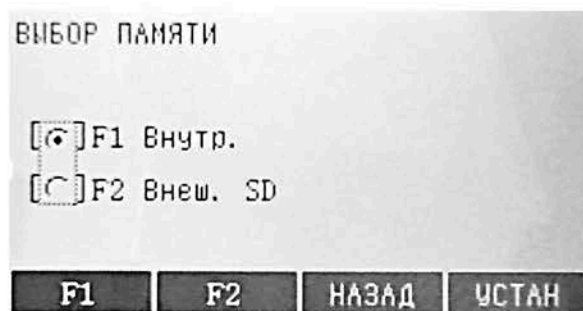 ВЫБОР ПАМЯТИ
[ ]F1 Внутр.
[ ]F2 Внеш. SD
F1 F2 НАЗАД УСТАН